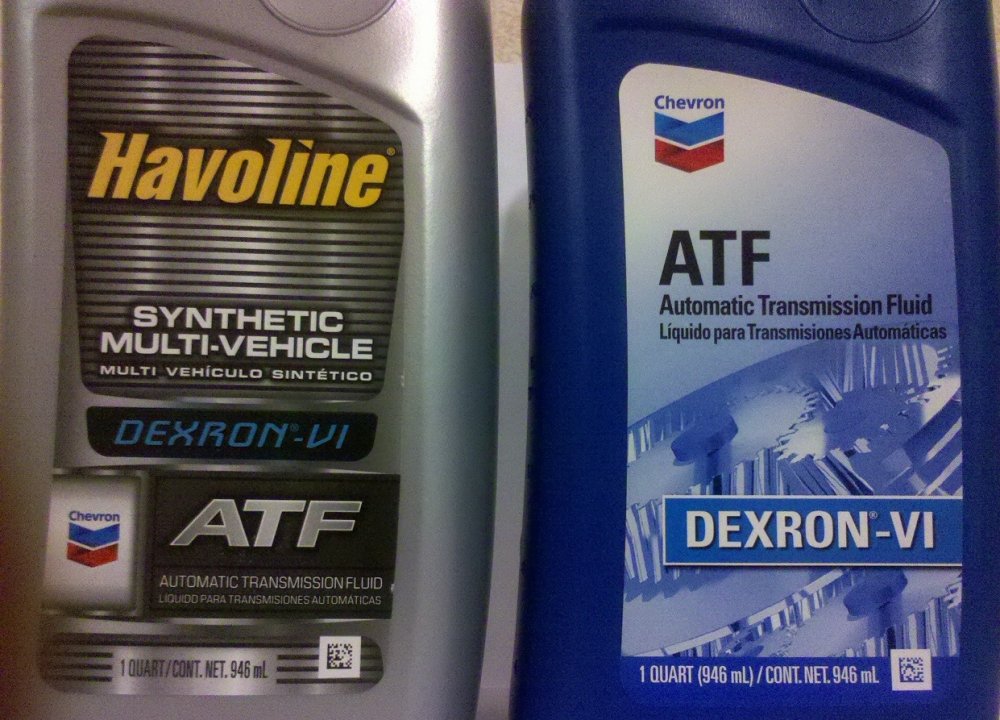 Havoline®
SYNTHETIC
MULTI-VEHICLE
MULTI VEHÍCULO SINTÉTICO
DEXRON®-VI
Chevron
ATF
AUTOMATIC TRANSMISSION FLUID
LÍQUIDO PARA TRANSMISIONES AUTOMÁTICAS
1 QUART/CONT. NET. 946 mL
Chevron
ATF
Automatic Transmission Fluid
Líquido para Transmisiones Automáticas
DEXRON®-VI
1 QUART (946 mL) / CONT. NET. 946 mL